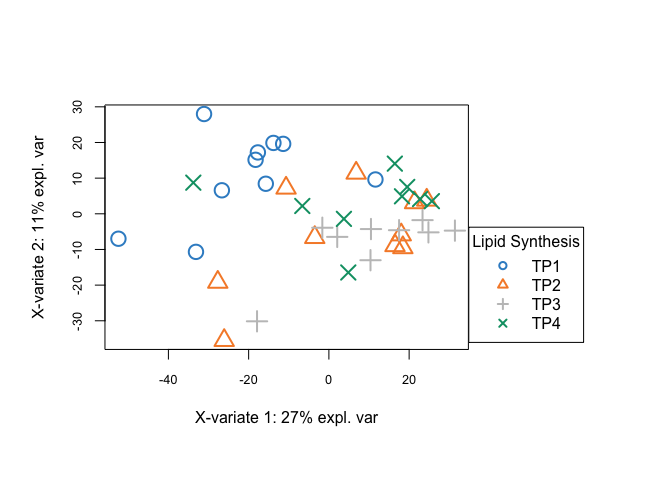 X-variate 2: 11% expl. var
30
20
10
0
-10
-20
-30
-40
-20
0
20
X-variate 1: 27% expl. var
Lipid Synthesis
TP1
TP2
TP3
TP4